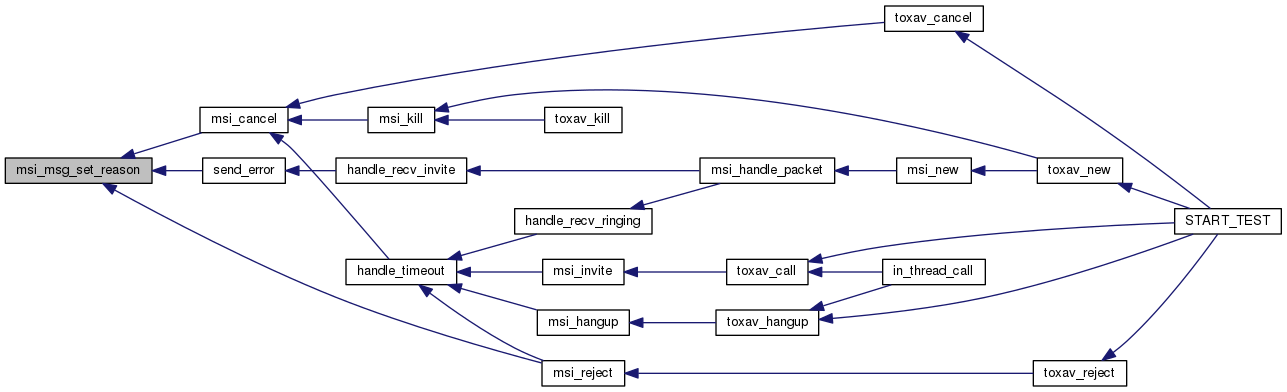 toxav_cancel
msi_cancel
msi_kill
toxav_kill
msi_msg_set_reason
send_error
handle_recv_invite
msi_handle_packet
msi_new
toxav_new
handle_recv_ringing
START_TEST
handle_timeout
msi_invite
toxav_call
in_thread_call
msi_hangup
toxav_hangup
msi_reject
toxav_reject